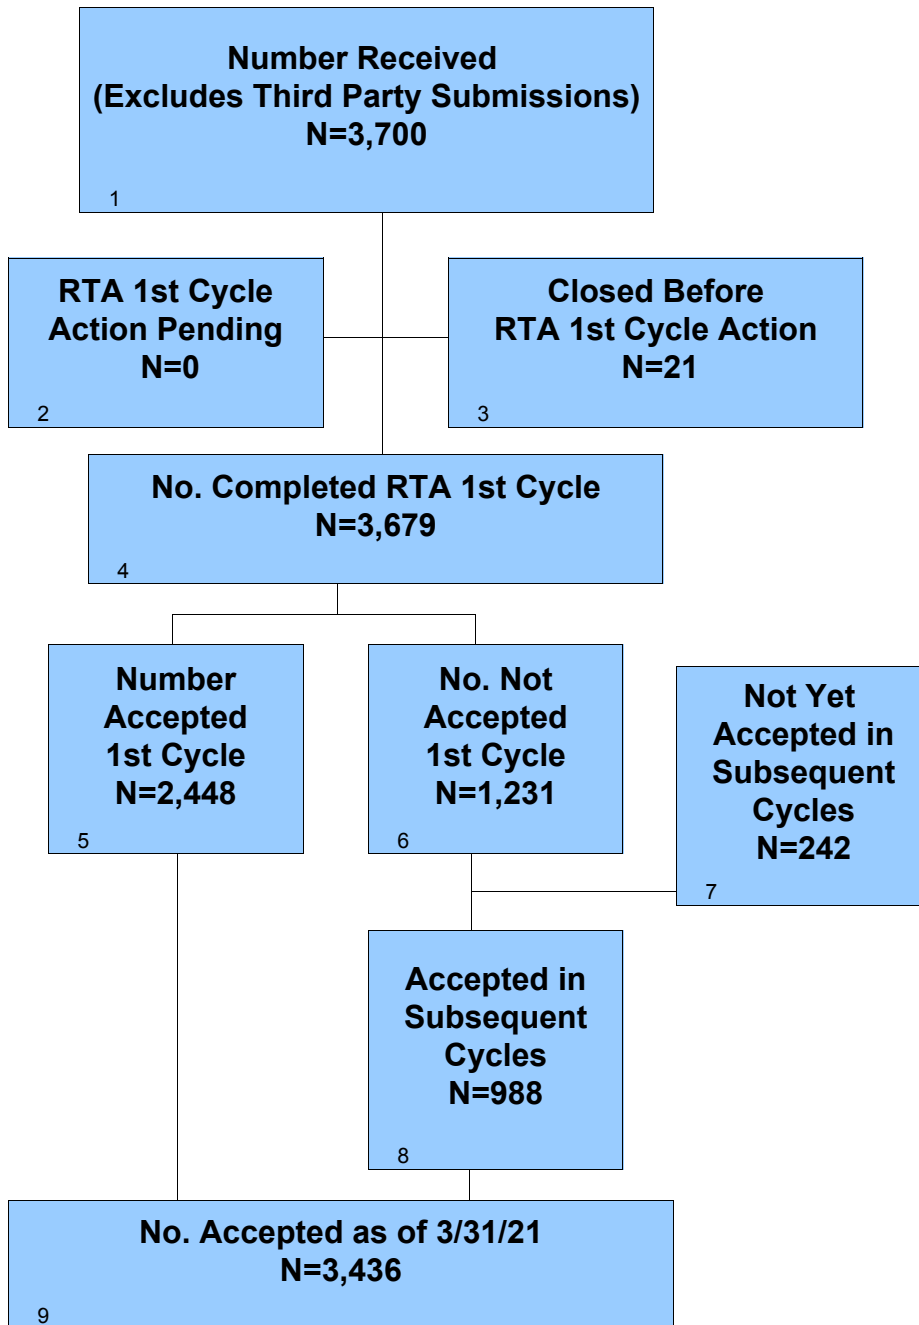 Number Received
(Excludes Third Party Submissions)
N=3,700
1
RTA 1st Cycle
Action Pending
N=0
2
Closed Before
RTA 1st Cycle Action
N=21
3
No. Completed RTA 1st Cycle
N=3,679
4
Number
Accepted
1st Cycle
N=2,448
5
No. Not
Accepted
1st Cycle
N=1,231
6
Not Yet
Accepted in
Subsequent
Cycles
N=242
7
Accepted in
Subsequent
Cycles
N=988
8
No. Accepted as of 3/31/21
N=3,436
9